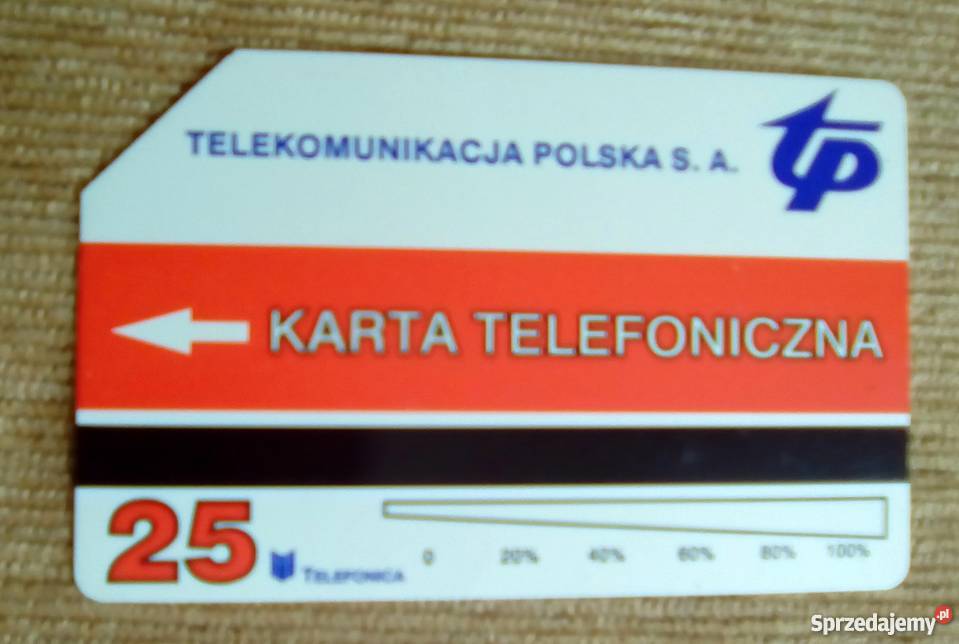 TELEKOMUNIKACJA POLSKA S. A.
tp
KARTA TELEFONICZNA
25
TELEFONICA
0 20% 40% 60% 80% 100%
Sprzedajemy.pl